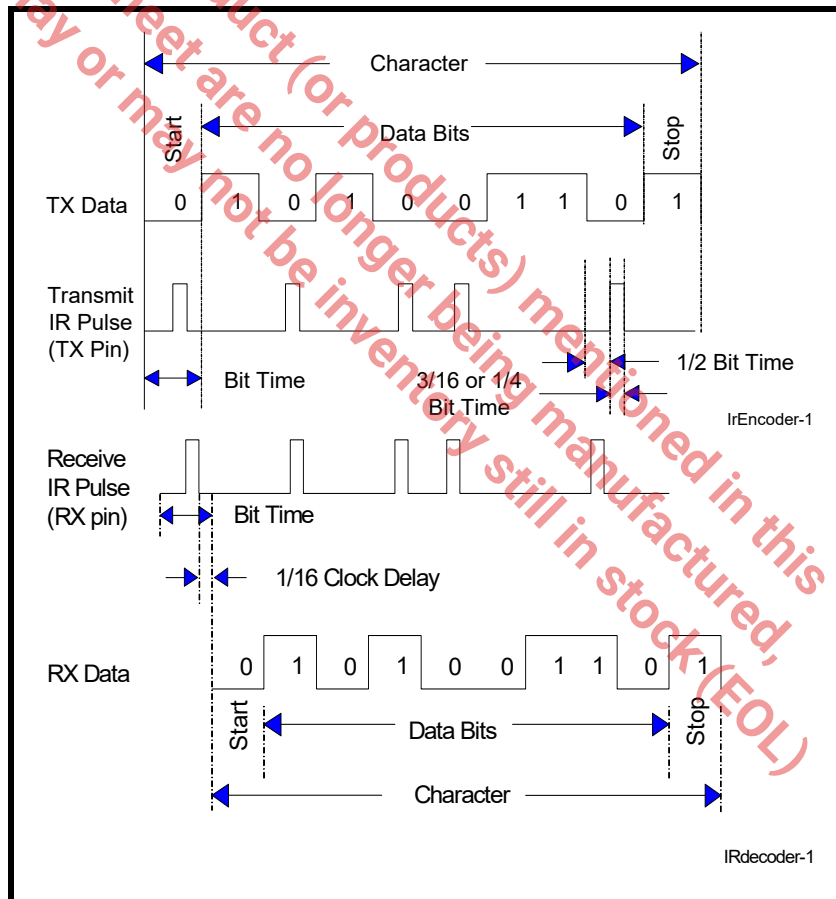 Character
Start
Data Bits
Stop
TX Data
0 1 0 1 0 0 1 1 0 1
Transmit
IR Pulse
(TX Pin)
Bit Time
3/16 or 1/4
Bit Time
1/2 Bit Time
IrEncoder-1
Receive
IR Pulse
(RX pin)
Bit Time
1/16 Clock Delay
RX Data
0 1 0 1 0 0 1 1 0 1
Start
Data Bits
Stop
Character
IRdecoder-1
duct (or products) mentioned in this
sheet are no longer being manufactured,
may or may not be inventory still in stock (EOL)